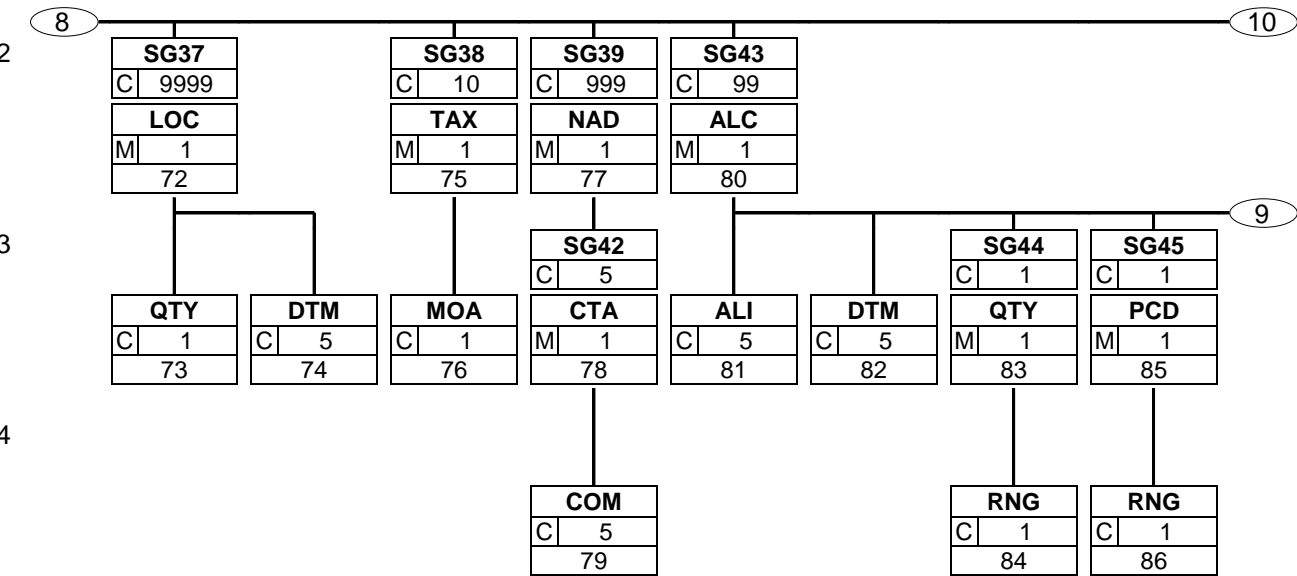 8 10
2
SG37 SG38 SG39 SG43
C 9999 C 10 C 999 C 99
LOC TAX NAD ALC
M 1 M 1 M 1 M 1
72 75 77 80
9
3
SG42 SG44 SG45
C 5 C 1 C 1
QTY DTM MOA CTA ALI DTM QTY PCD
C 1 C 5 C 1 M 1 C 5 C 5 M 1 M 1
73 74 76 78 81 82 83 85
4
COM RNG RNG
C 5 C 1 C 1
79 84 86